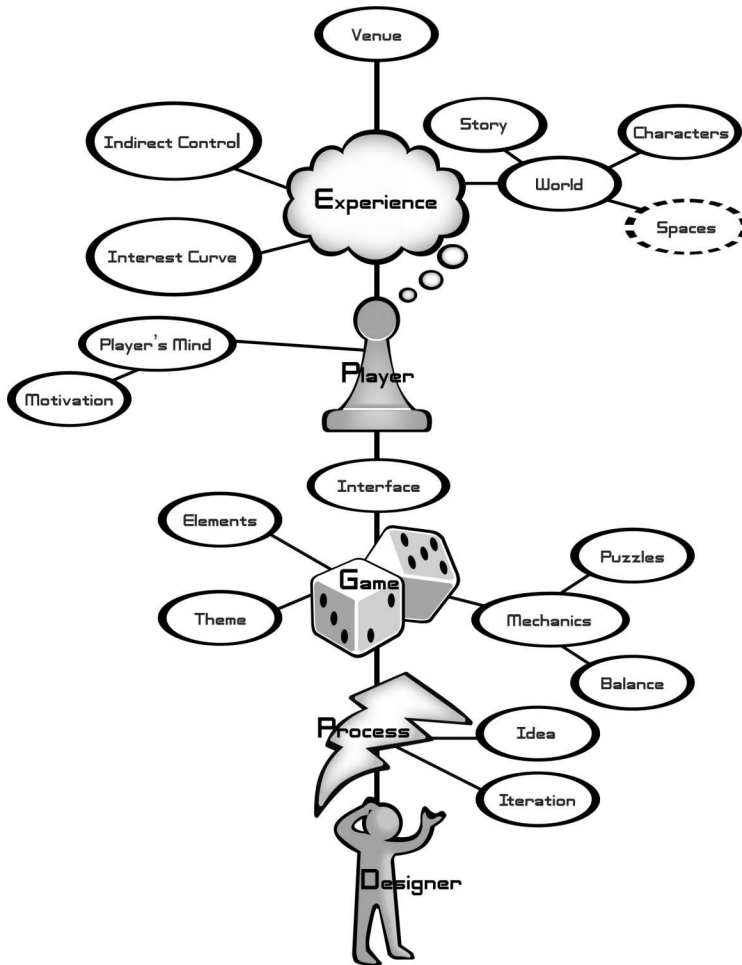 Venue
Story
Characters
Indirect Control
World
Experience
Spaces
Interest Curve
Player's Mind
Player
Motivation
Interface
Elements
Puzzles
Game
Theme
Mechanics
Balance
Process
Idea
Iteration
Designer